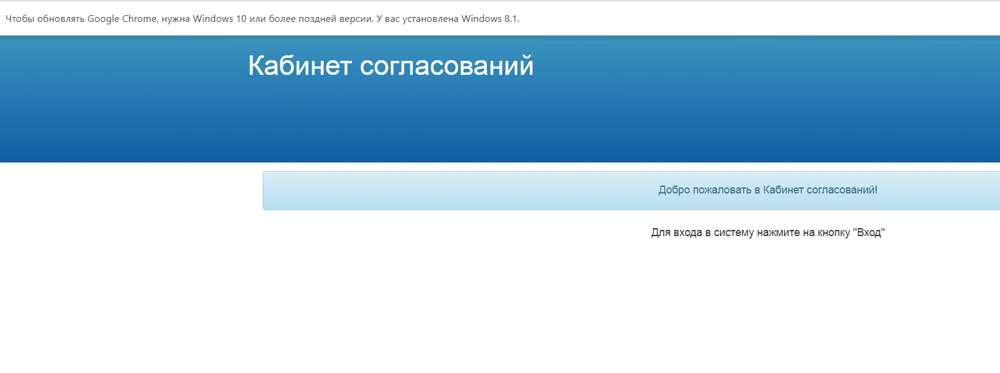 Чтобы обновлять Google Chrome, нужна Windows 10 или более поздней версии. У вас установлена Windows 8.1.
Кабинет согласований
Добро пожаловать в Кабинет согласований!
Для входа в систему нажмите на кнопку "Вход"